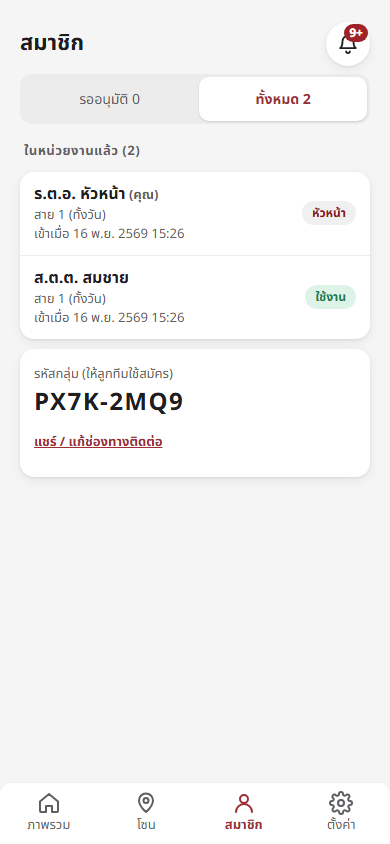 สมาชิก
9+
รออนุมัติ 0
ทั้งหมด 2
ในหน่วยงานแล้ว (2)
ร.ต.อ. หัวหน้า (คุณ)
สาย 1 (ทั้งวัน)
เข้าเมื่อ 16 พ.ย. 2569 15:26
หัวหน้า
ส.ต.ต. สมชาย
สาย 1 (ทั้งวัน)
เข้าเมื่อ 16 พ.ย. 2569 15:26
ใช้งาน
รหัสกลุ่ม (ให้ลูกทีมใช้สมัคร)
PX7K-2MQ9
แชร์ / แก้ช่องทางติดต่อ
ภาพรวม
โซน
สมาชิก
ตั้งค่า